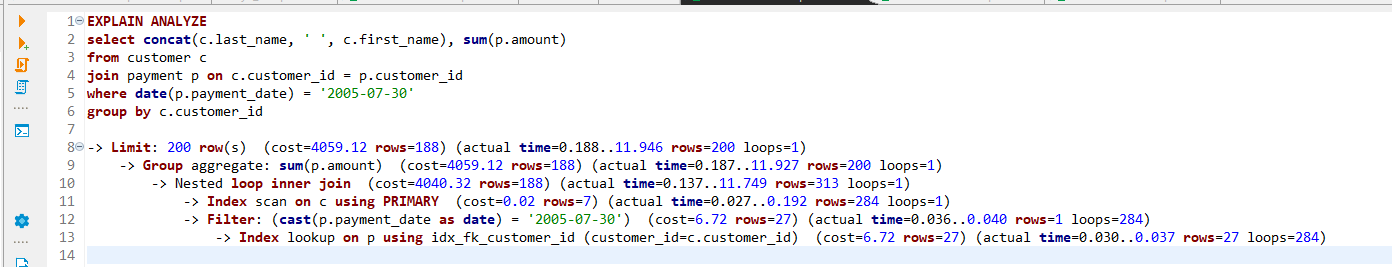 1 EXPLAIN ANALYZE
2 select concat(c.last_name, ' ', c.first_name), sum(p.amount)
3 from customer c
4 join payment p on c.customer_id = p.customer_id
5 where date(p.payment_date) = '2005-07-30'
6 group by c.customer_id
7
8 -> Limit: 200 row(s)  (cost=4059.12 rows=188) (actual time=0.188..11.946 rows=200 loops=1)
9     -> Group aggregate: sum(p.amount)  (cost=4059.12 rows=188) (actual time=0.187..11.927 rows=200 loops=1)
10         -> Nested loop inner join  (cost=4040.32 rows=188) (actual time=0.137..11.749 rows=313 loops=1)
11             -> Index scan on c using PRIMARY  (cost=0.02 rows=7) (actual time=0.027..0.192 rows=284 loops=1)
12             -> Filter: (cast(p.payment_date as date) = '2005-07-30')  (cost=6.72 rows=27) (actual time=0.036..0.040 rows=1 loops=284)
13                 -> Index lookup on p using idx_fk_customer_id (customer_id=c.customer_id)  (cost=6.72 rows=27) (actual time=0.030..0.037 rows=27 loops=284)
14